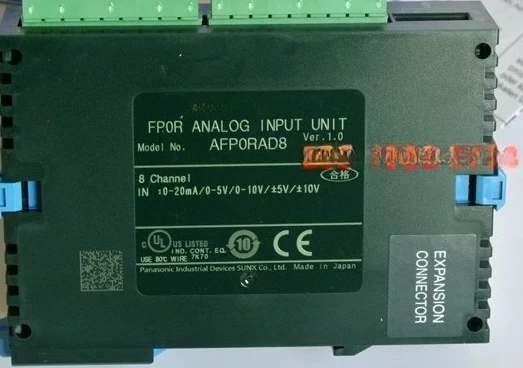 FP0R ANALOG INPUT UNIT
Ver.1.0
Model No. AFP0RAD8
合格
8 Channel
IN :0-20mA/0-5V/0-10V/±5V/±10V
C UL US LISTED
IND. CONT. EQ.
USE 80℃ WIRE 7K70
10
CE
Panasonic Industrial Devices SUNX Co., Ltd. Made in Japan
EXPANSION
CONNECTOR